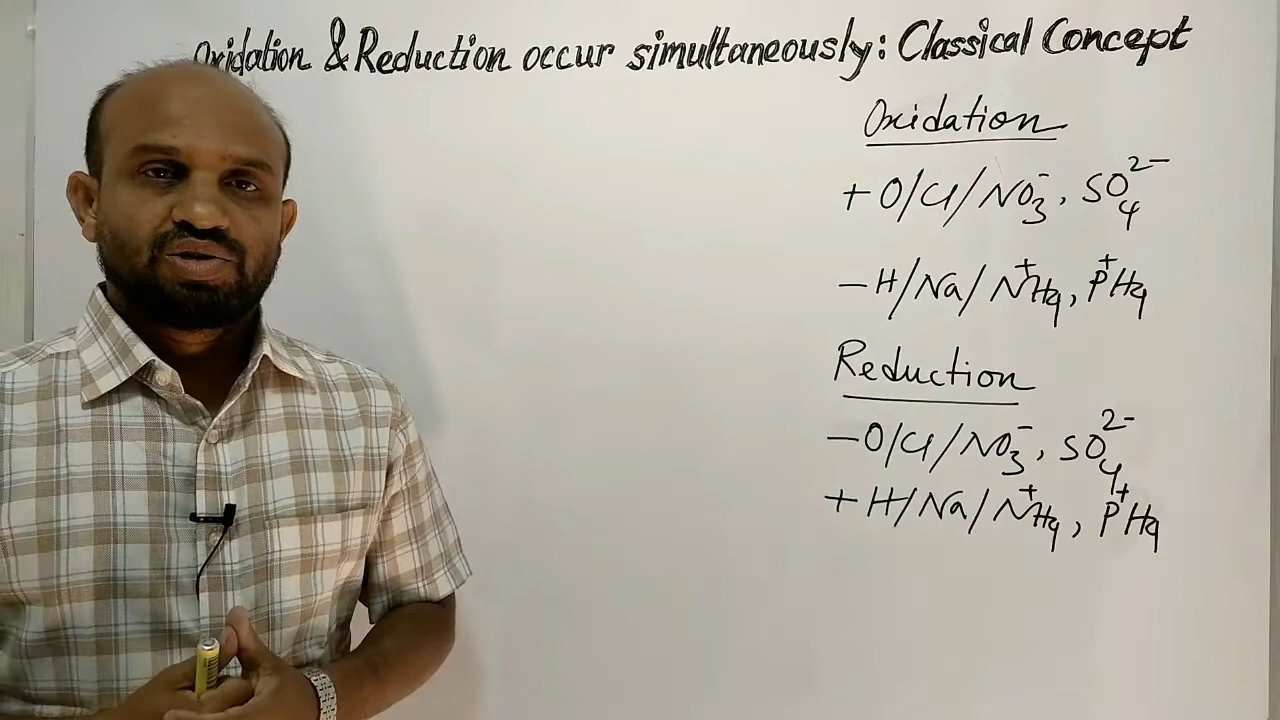 Oxidation & Reduction occur simultaneously: Classical Concept
Oxidation
+ O/Cl/NO₃⁻, SO₄²⁻
- H/Na/NH₄⁺, PH₄⁺
Reduction
- O/Cl/NO₃⁻, SO₄²⁻
+ H/Na/NH₄⁺, PH₄⁺